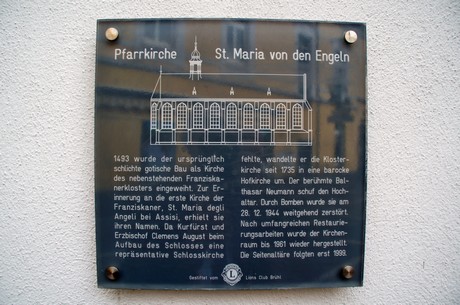 Pfarrkirche St. Maria von den Engeln
1493 wurde der ursprünglich
schlichte gotische Bau als Kirche
des nebenstehenden Franziska-
nerklosters eingeweiht. Zur Er-
innerung an die erste Kirche der
Franziskaner, St. Maria degli
Angeli bei Assisi, erhielt sie
ihren Namen. Da Kurfürst und
Erzbischof Clemens August beim
Aufbau des Schlosses eine
repräsentative Schlosskirche
fehlte, wandelte er die Kloster-
kirche seit 1735 in eine barocke
Hofkirche um. Der berühmte Bal-
thasar Neumann schuf den Hoch-
altar. Durch Bomben wurde sie am
28. 12. 1944 weitgehend zerstört.
Nach umfangreichen Restaurie-
rungsarbeiten wurde der Kirchen-
raum bis 1961 wieder hergestellt.
Die Seitenaltäre folgten erst 1999.
Gestiftet vom L Lions Club Brühl